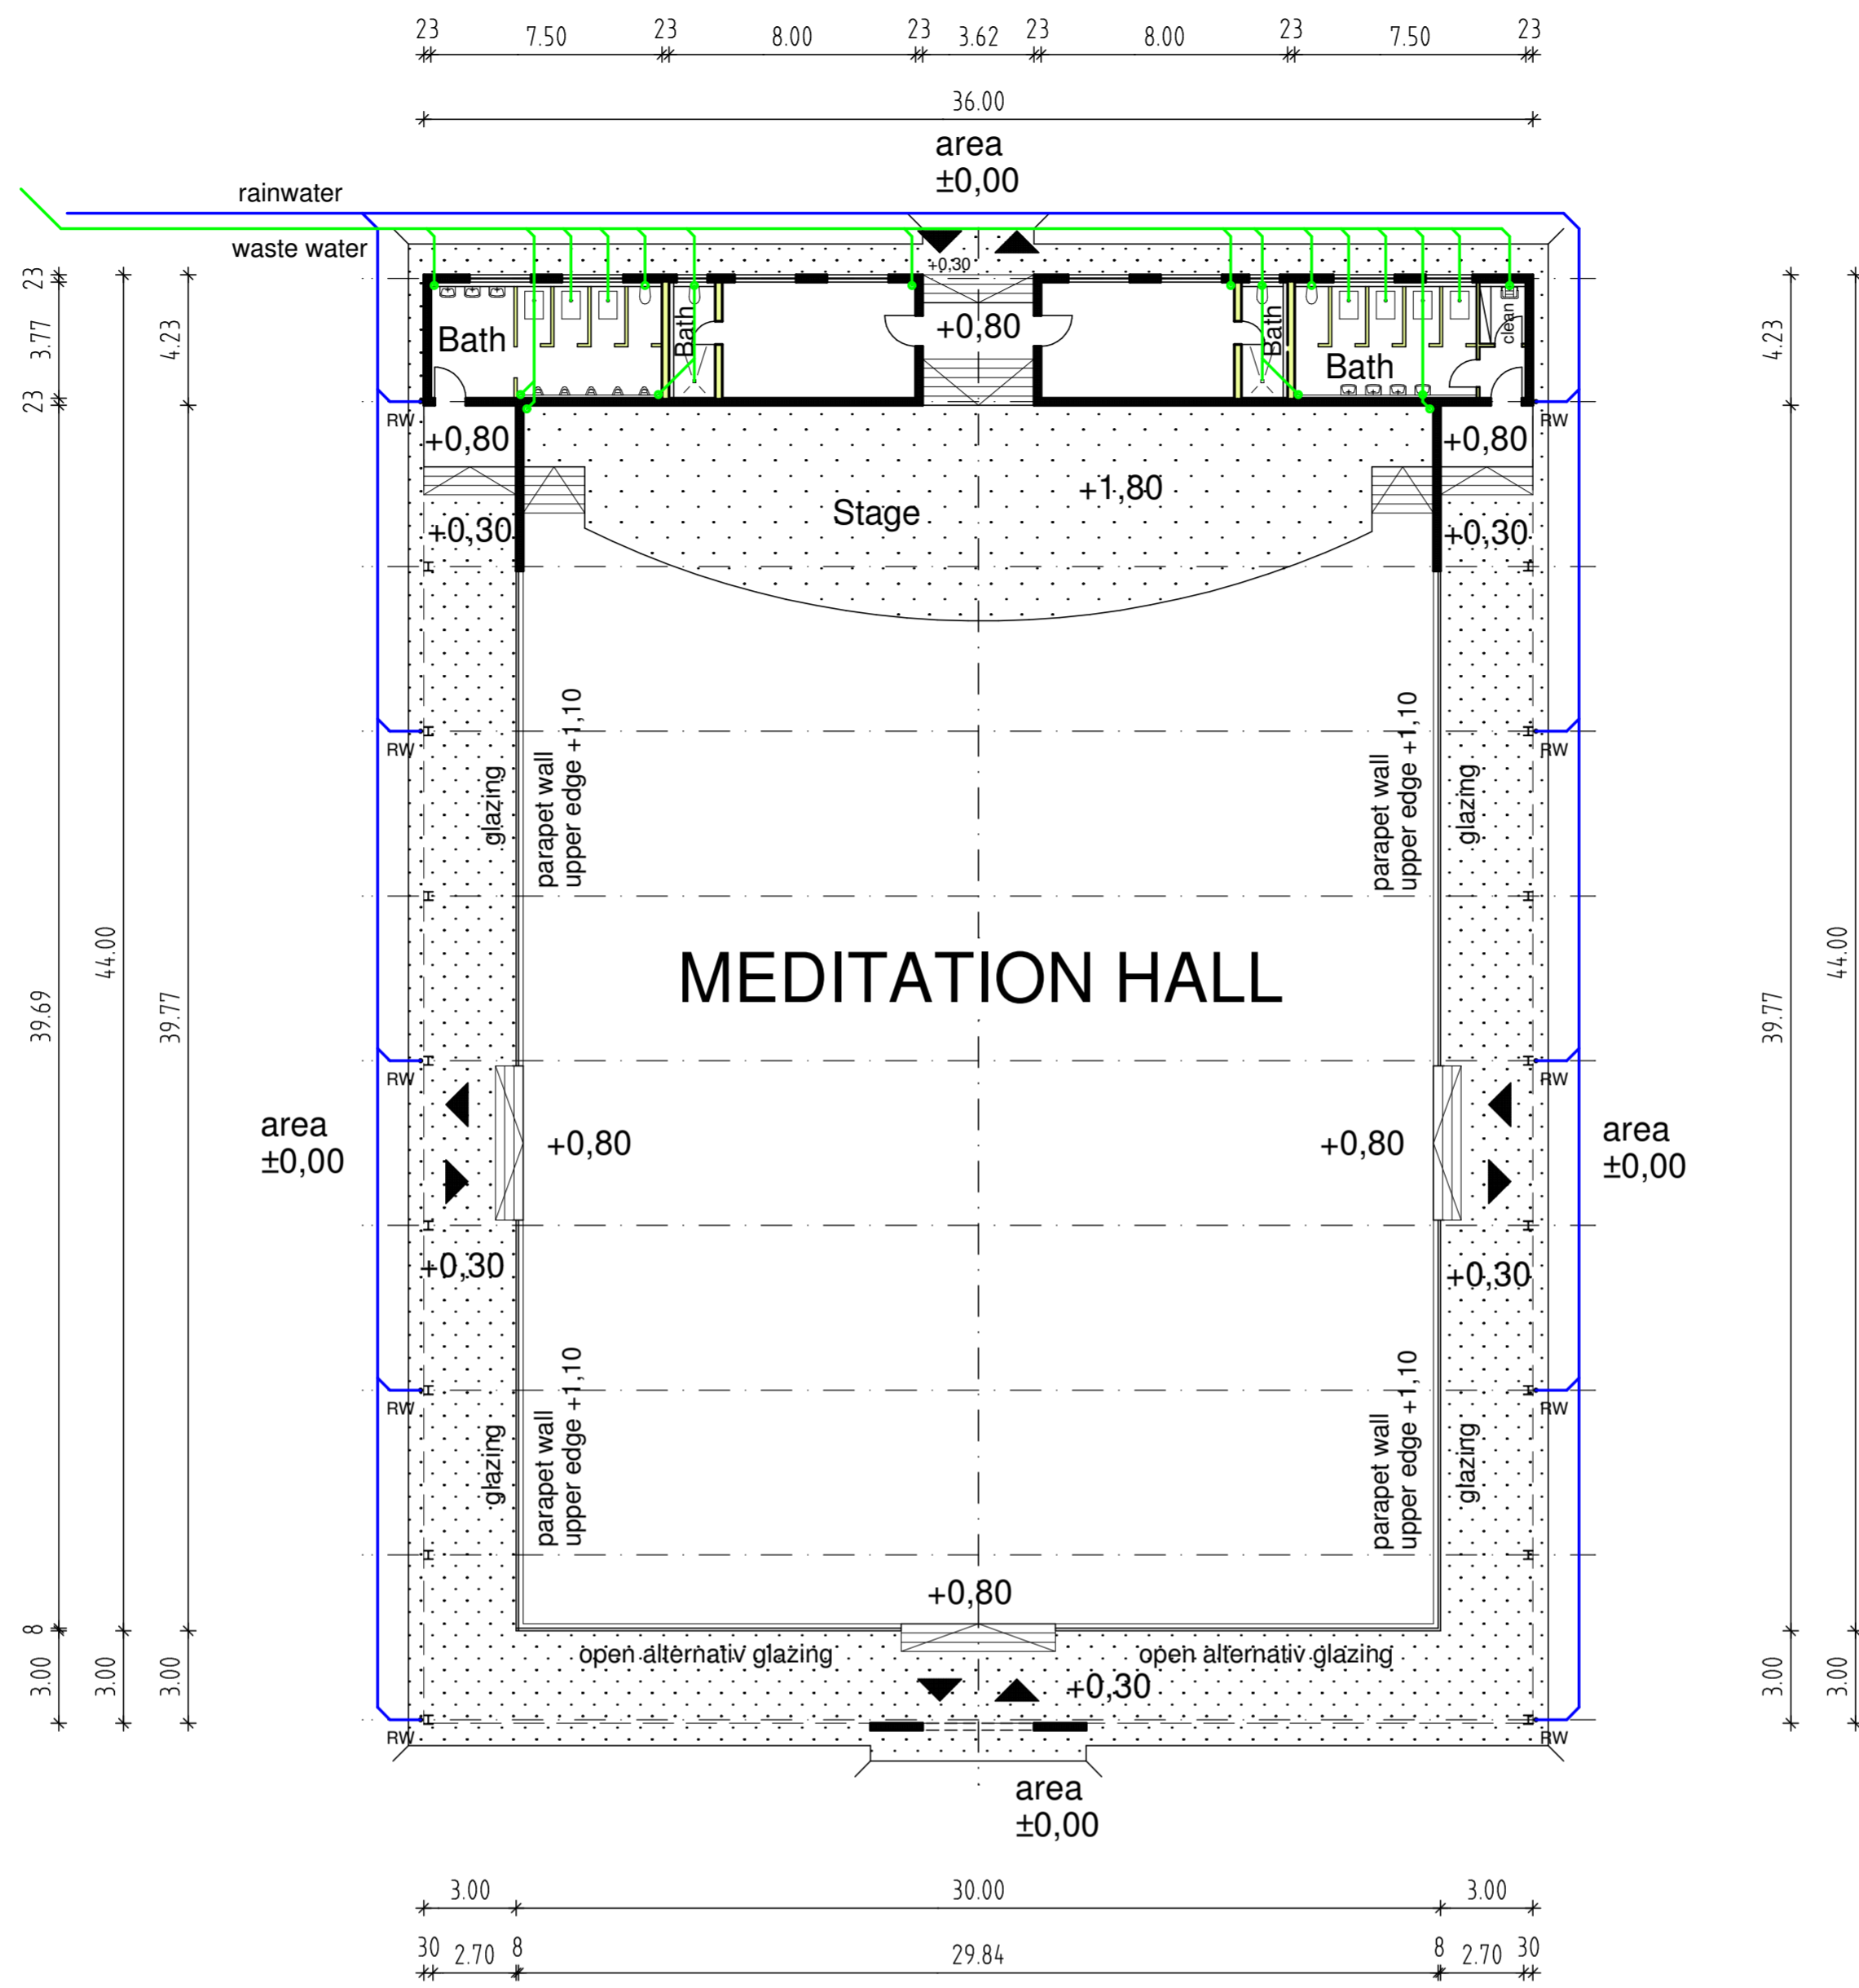 23 7.50 23 8.00 23 3.62 23 8.00 23 7.50 23
36.00
area
±0,00
rainwater
waste water
+0,30
23
3.77
23
4.23
4.23
Bath
Bath
+0,80
Bath
Bath
clean
RW
RW
+0,80
+0,80
Stage
+1,80
+0,30
+0,30
RW
RW
glazing
parapet wall
upper edge +1,10
parapet wall
upper edge +1,10
glazing
MEDITATION HALL
39.69
44.00
39.77
39.77
44.00
RW
RW
area
±0,00
+0,80
+0,80
area
±0,00
+0,30
+0,30
RW
RW
glazing
parapet wall
upper edge +1,10
parapet wall
upper edge +1,10
glazing
+0,80
8
3.00
3.00
3.00
open alternativ glazing
open alternativ glazing
+0,30
3.00
3.00
RW
RW
area
±0,00
3.00 30.00 3.00
30 2.70 8 29.84 8 2.70 30